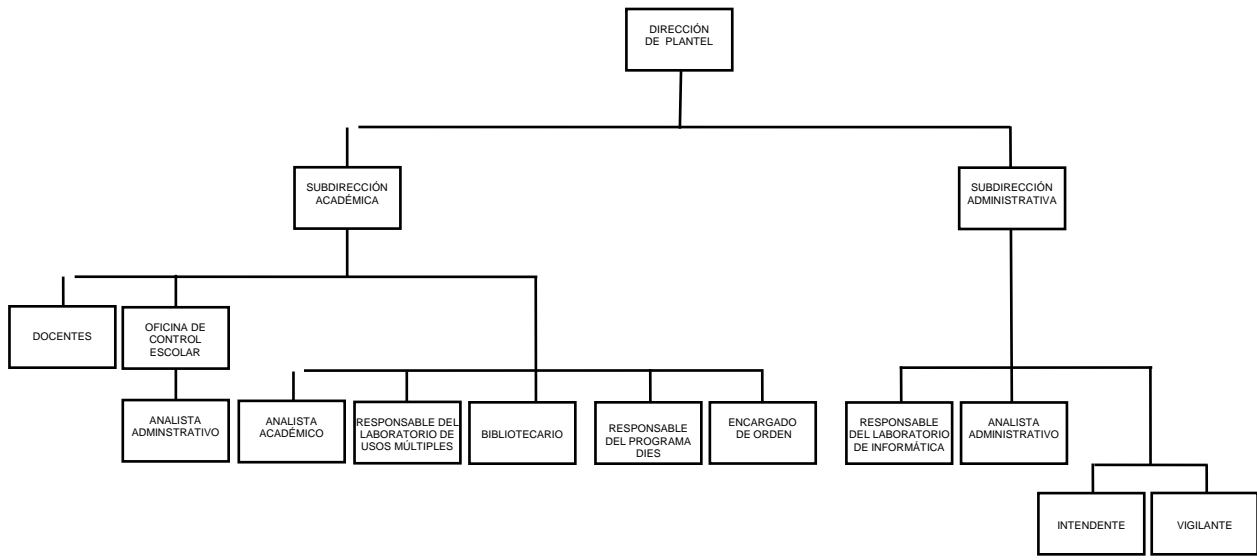 DIRECCIÓN
DE PLANTEL
SUBDIRECCIÓN
ACADÉMICA
SUBDIRECCIÓN
ADMINISTRATIVA
DOCENTES
OFICINA DE
CONTROL
ESCOLAR
ANALISTA
ADMINSTRATIVO
ANALISTA
ACADÉMICO
RESPONSABLE DEL
LABORATORIO DE
USOS MÚLTIPLES
BIBLIOTECARIO
RESPONSABLE
DEL PROGRAMA
DIES
ENCARGADO
DE ORDEN
RESPONSABLE
DEL LABORATORIO
DE INFORMÁTICA
ANALISTA
ADMINISTRATIVO
INTENDENTE
VIGILANTE